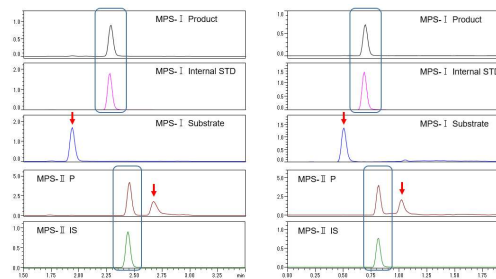 MPS-Ⅰ Product
1.0
0.5
0.0
MPS-Ⅰ Internal STD
2.0
1.0
0.0
MPS-Ⅰ Substrate
2.0
1.0
0.0
MPS-Ⅱ P
5.0
2.5
0.0
MPS-Ⅱ IS
1.0
0.5
0.0
1.50 1.75 2.00 2.25 2.50 2.75 3.00 3.25 min
MPS-Ⅰ Product
1.0
0.5
0.0
MPS-Ⅰ Internal STD
1.5
1.0
0.5
0.0
MPS-Ⅰ Substrate
1.5
1.0
0.5
0.0
MPS-Ⅱ P
5.0
2.5
0.0
MPS-Ⅱ IS
1.0
0.5
0.0
0.00 0.25 0.50 0.75 1.00 1.25 1.50 1.75